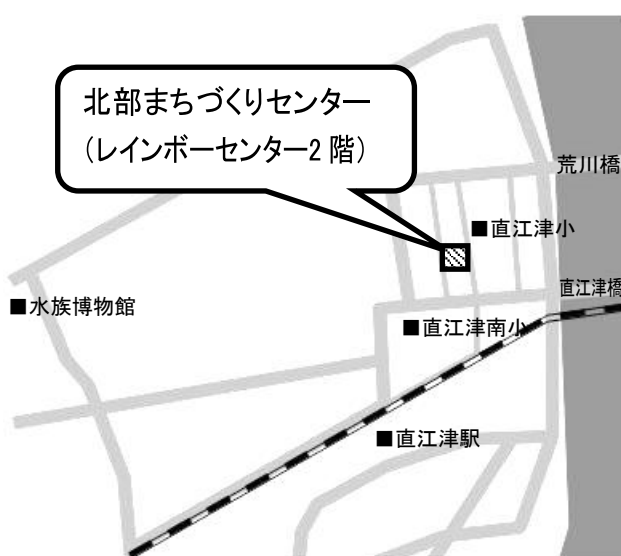 北部まちづくりセンター
（レインボーセンター2 階）
荒川橋
■直江津小
直江津橋
■水族博物館
■直江津南小
■直江津駅